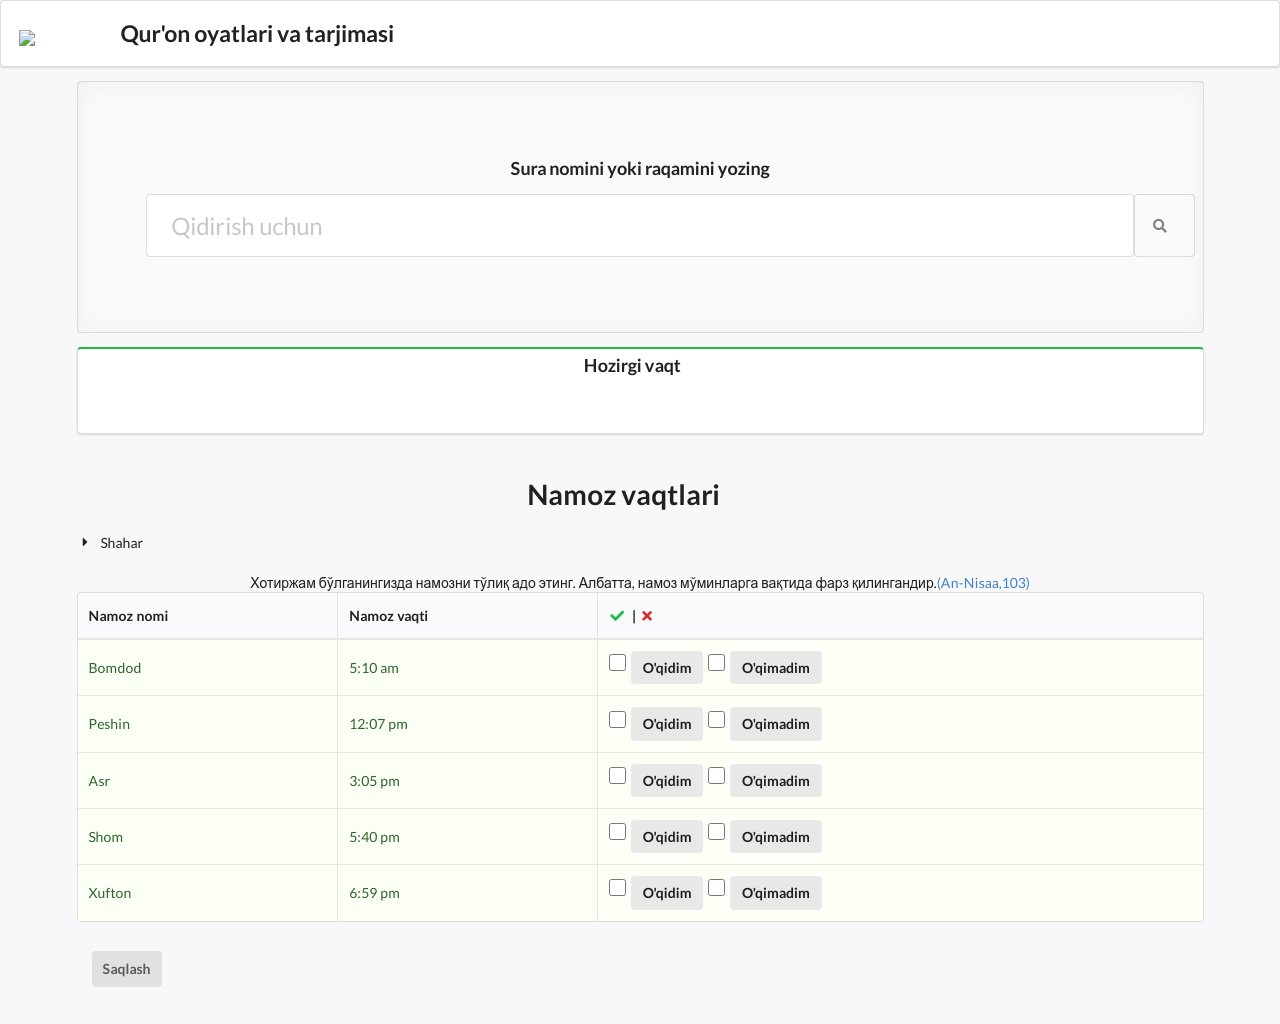 Qur'on oyatlari va tarjimasi
Sura nomini yoki raqamini yozing
Qidirish uchun
Hozirgi vaqt
Namoz vaqtlari
Shahar
Хотиржам бўлганингизда намозни тўлиқ адо этинг. Албатта, намоз мўминларга вақтида фарз қилингандир.(An-Nisaa,103)
Namoz nomi Namoz vaqti |
Bomdod 5:10 am O'qidim O'qimadim
Peshin 12:07 pm O'qidim O'qimadim
Asr 3:05 pm O'qidim O'qimadim
Shom 5:40 pm O'qidim O'qimadim
Xufton 6:59 pm O'qidim O'qimadim
Saqlash